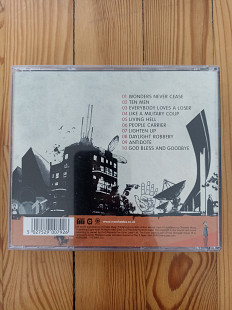 01 WONDERS NEVER CEASE
02 TEN MEN
03 EVERYBODY LOVES A LOSER
04 LIKE A MILITARY COUP
05 LIVING HELL
06 PEOPLE CARRIER
07 LIGHTEN UP
08 DAYLIGHT ROBBERY
09 ANTIDOTE
10 GOD BLESS AND GOODBYE